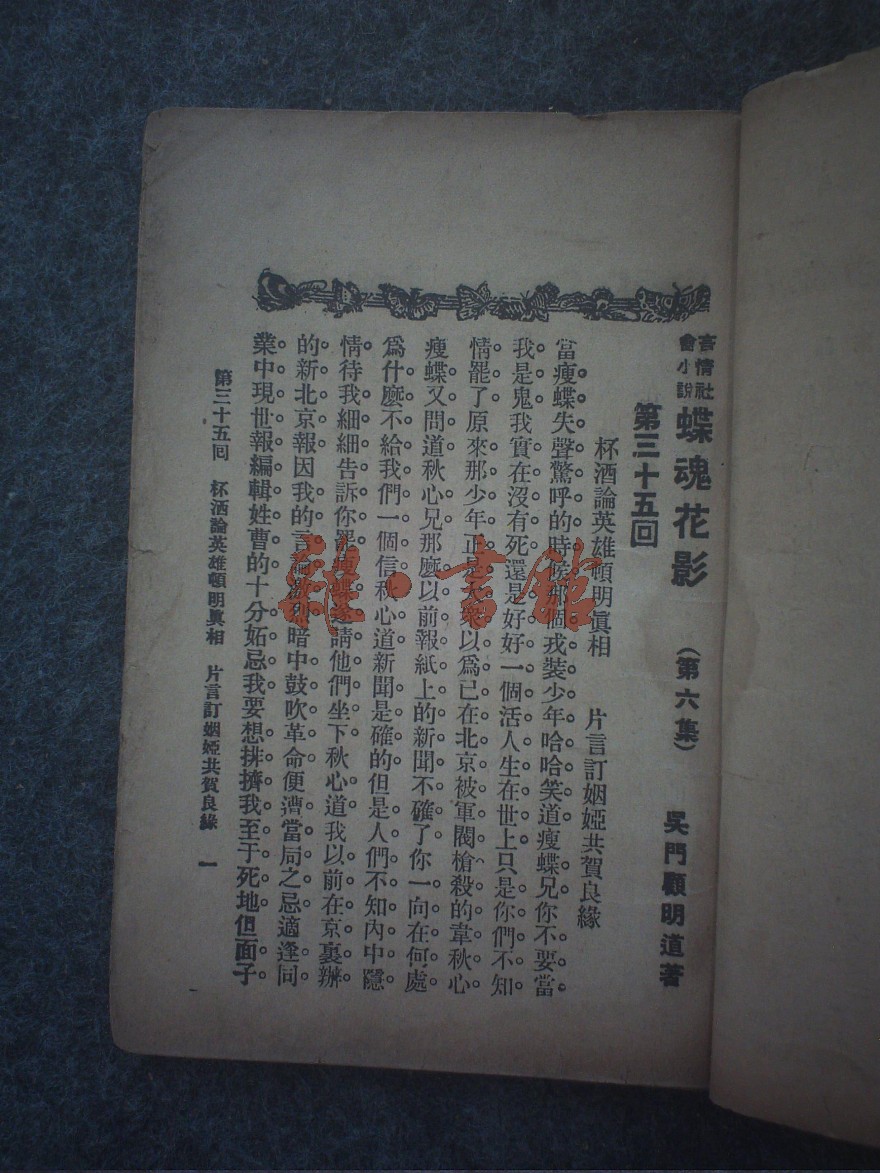 言情社
會小說
蝶魂花影
(第六集)
吳門顧明道著
第三十五回
杯酒論英雄頓明眞相 片言訂姻婭共賀良緣
當瘦蝶失聲驚呼的時候那個戎裝少年哈哈笑道瘦蝶兄你不要當
我是鬼我實在沒有死還是好好一個活人生在世上只是你們不知
情罷了原來那少年正是大衆以爲已在北京被軍閥槍殺的韋秋心
瘦蝶又問道秋心兄那麼以前報紙上的新聞不確了你一向在何處
爲什麼不給我們一個信秋心道新聞是確的但是人們不知內中隱
情待我細細告訴你罷瘦蝶遂請他們坐下秋心道我以前在京裏辦
的新北京報因我的言論激烈暗中鼓吹革命便遭當局之忌適逢同
業中現世報編輯姓曹的十分妬忌我要想排擠我至于死地但面子
第三十五回 杯酒論英雄頓明眞相 片言訂姻婭共賀良緣 一
雜·書館